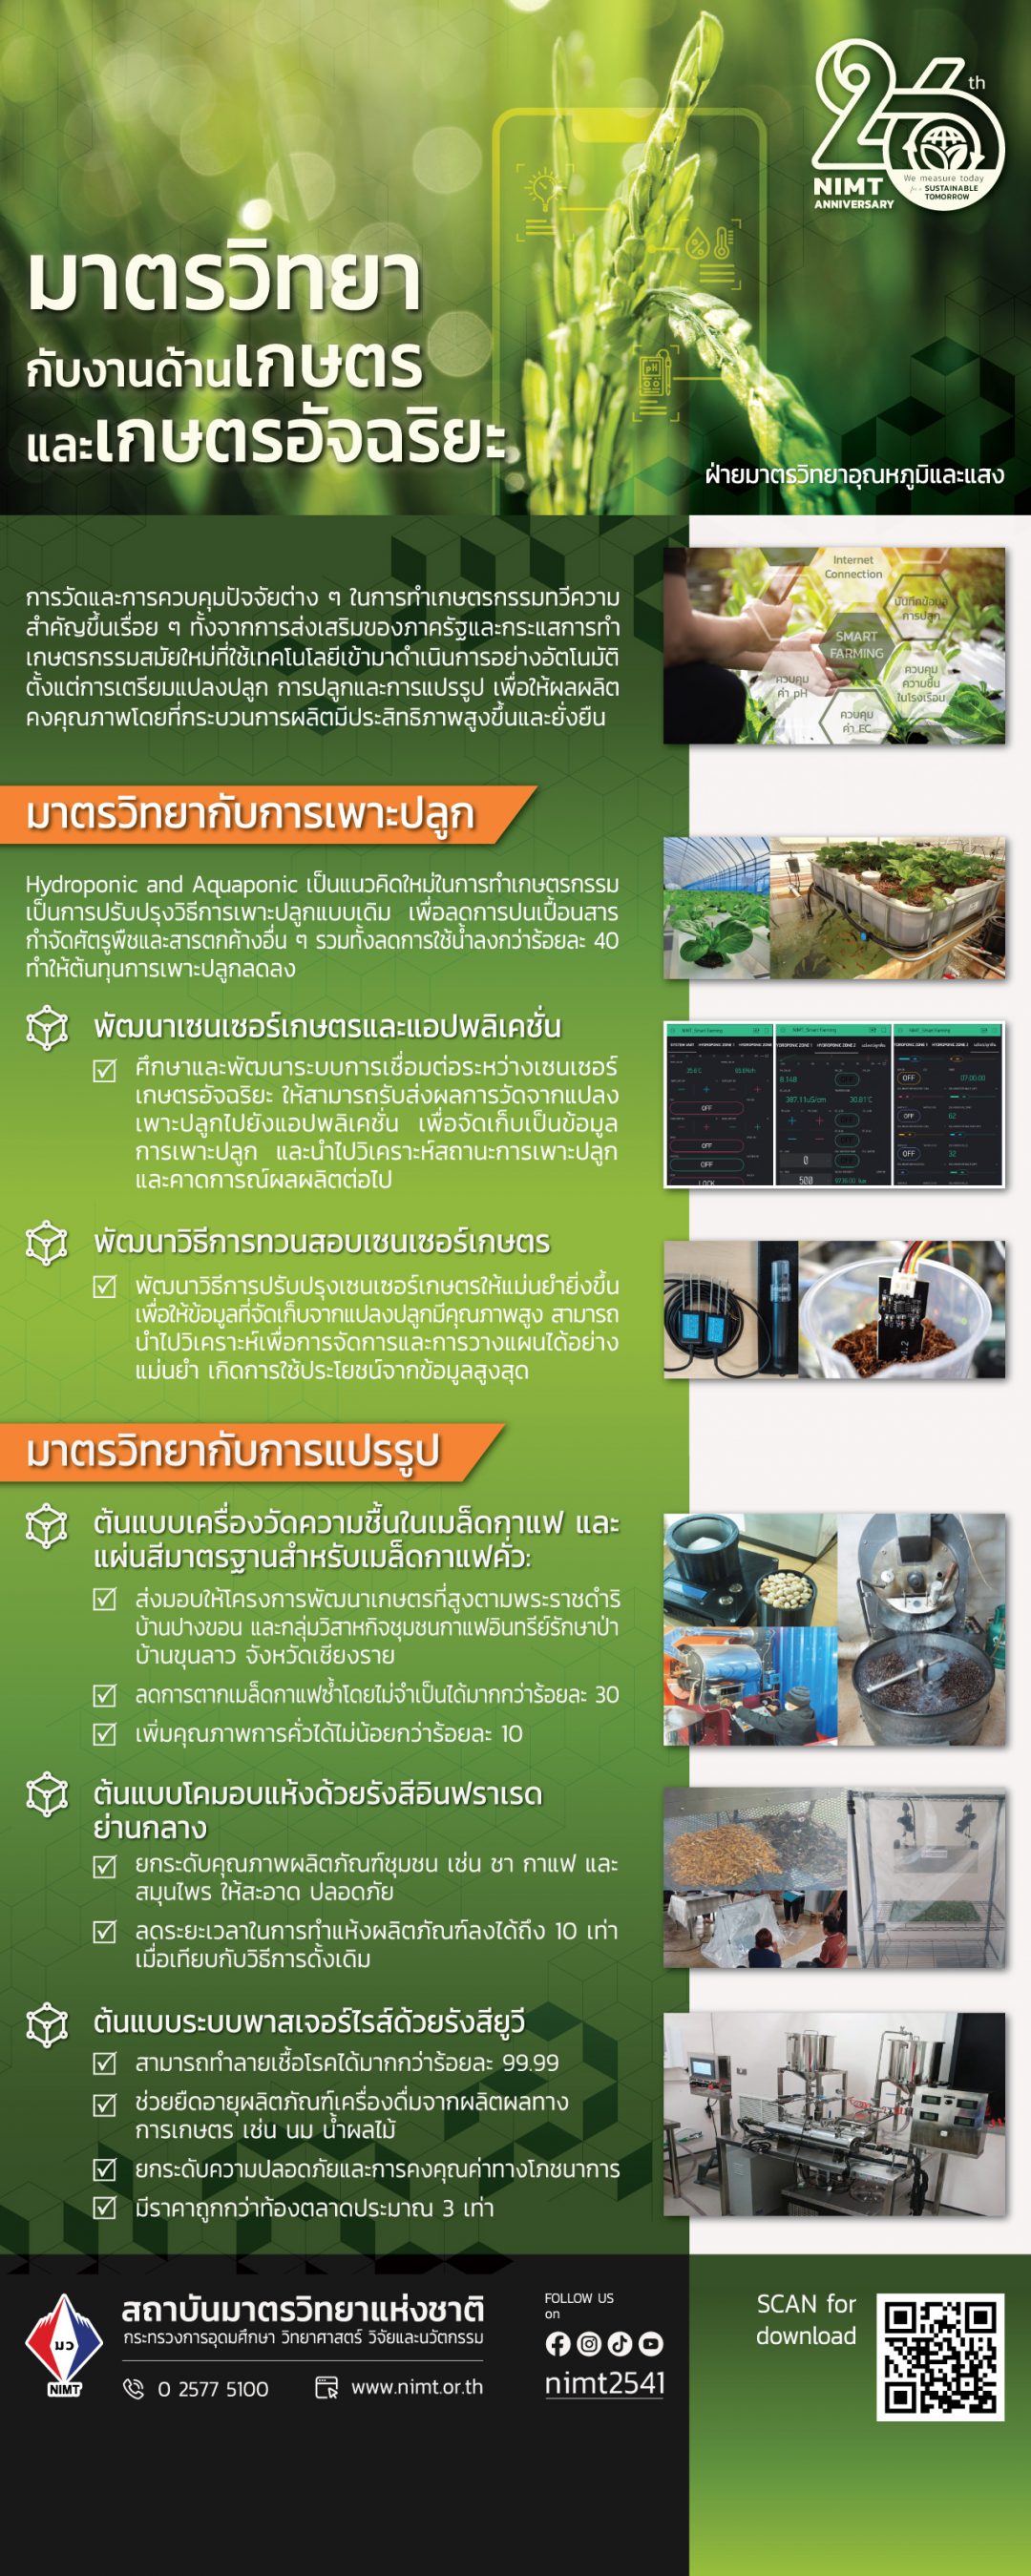 26th
NIMT
ANNIVERSARY
We measure today
for a SUSTAINABLE
TOMORROW
pH
มาตรวิทยา
กับงานด้านเกษตร
และเกษตรอัจฉริยะ
ฝ่ายมาตรวิทยาอุณหภูมิและแสง
การวัดและการควบคุมปัจจัยต่าง ๆ ในการทำเกษตรกรรมทวีความ
สำคัญขึ้นเรื่อย ๆ ทั้งจากการส่งเสริมของภาครัฐและกระแสการทำ
เกษตรกรรมสมัยใหม่ที่ใช้เทคโนโลยีเข้ามาดำเนินการอย่างอัตโนมัติ
ตั้งแต่การเตรียมแปลงปลูก การปลูกและการแปรรูป เพื่อให้ผลผลิต
คงคุณภาพโดยที่กระบวนการผลิตมีประสิทธิภาพสูงขึ้นและยั่งยืน
Internet
Connection
บันทึกข้อมูล
การปลูก
SMART
FARMING
ควบคุม
ค่า pH
ควบคุม
ความชื้น
ในโรงเรือน
ควบคุม
ค่า EC
มาตรวิทยากับการเพาะปลูก
Hydroponic and Aquaponic เป็นแนวคิดใหม่ในการทำเกษตรกรรม
เป็นการปรับปรุงวิธีการเพาะปลูกแบบเดิม เพื่อลดการปนเปื้อนสาร
กำจัดศัตรูพืชและสารตกค้างอื่น ๆ รวมทั้งลดการใช้น้ำลงกว่าร้อยละ 40
ทำให้ต้นทุนการเพาะปลูกลดลง
พัฒนาเซนเซอร์เกษตรและแอปพลิเคชั่น
ศึกษาและพัฒนาระบบการเชื่อมต่อระหว่างเซนเซอร์
เกษตรอัจฉริยะ ให้สามารถรับส่งผลการวัดจากแปลง
เพาะปลูกไปยังแอปพลิเคชั่น เพื่อจัดเก็บเป็นข้อมูล
การเพาะปลูก และนำไปวิเคราะห์สถานะการเพาะปลูก
และคาดการณ์ผลผลิตต่อไป
OFF
OFF
OFF
LOCK
8.148
387.11uS/cm
30.81°C
0
500
9736.00 lux
OFF
07:00:00
OFF
62
OFF
32
พัฒนาวิธีการทวนสอบเซนเซอร์เกษตร
พัฒนาวิธีการปรับปรุงเซนเซอร์เกษตรให้แม่นยำยิ่งขึ้น
เพื่อให้ข้อมูลที่จัดเก็บจากแปลงปลูกมีคุณภาพสูง สามารถ
นำไปวิเคราะห์เพื่อการจัดการและการวางแผนได้อย่าง
แม่นยำ เกิดการใช้ประโยชน์จากข้อมูลสูงสุด
มาตรวิทยากับการแปรรูป
ต้นแบบเครื่องวัดความชื้นในเมล็ดกาแฟ และ
แผ่นสีมาตรฐานสำหรับเมล็ดกาแฟคั่ว:
ส่งมอบให้โครงการพัฒนาเกษตรที่สูงตามพระราชดำริ
บ้านปางขอน และกลุ่มวิสาหกิจชุมชนกาแฟอินทรีย์รักษาป่า
บ้านขุนลาว จังหวัดเชียงราย
ลดการตากเมล็ดกาแฟซ้ำโดยไม่จำเป็นได้มากกว่าร้อยละ 30
เพิ่มคุณภาพการคั่วได้ไม่น้อยกว่าร้อยละ 10
ต้นแบบโคมอบแห้งด้วยรังสีอินฟราเรด
ย่านกลาง
ยกระดับคุณภาพผลิตภัณฑ์ชุมชน เช่น ชา กาแฟ และ
สมุนไพร ให้สะอาด ปลอดภัย
ลดระยะเวลาในการทำแห้งผลิตภัณฑ์ลงได้ถึง 10 เท่า
เมื่อเทียบกับวิธีการดั้งเดิม
ต้นแบบระบบพาสเจอร์ไรส์ด้วยรังสียูวี
สามารถทำลายเชื้อโรคได้มากกว่าร้อยละ 99.99
ช่วยยืดอายุผลิตภัณฑ์เครื่องดื่มจากผลิตผลทาง
การเกษตร เช่น นม น้ำผลไม้
ยกระดับความปลอดภัยและการคงคุณค่าทางโภชนาการ
มีราคาถูกกว่าท้องตลาดประมาณ 3 เท่า
มว
NIMT
สถาบันมาตรวิทยาแห่งชาติ
กระทรวงการอุดมศึกษา วิทยาศาสตร์ วิจัยและนวัตกรรม
0 2577 5100
www.nimt.or.th
FOLLOW US
on
nimt2541
SCAN for
download